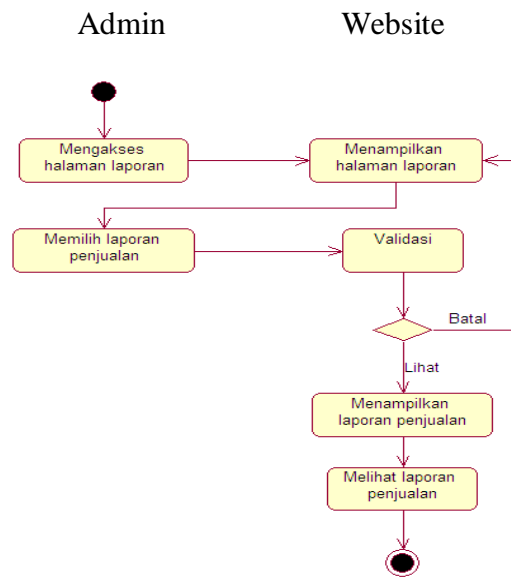 Admin
Website
Mengakses
halaman laporan
Menampilkan
halaman laporan
Memilih laporan
penjualan
Validasi
Batal
Lihat
Menampilkan
laporan penjualan
Melihat laporan
penjualan